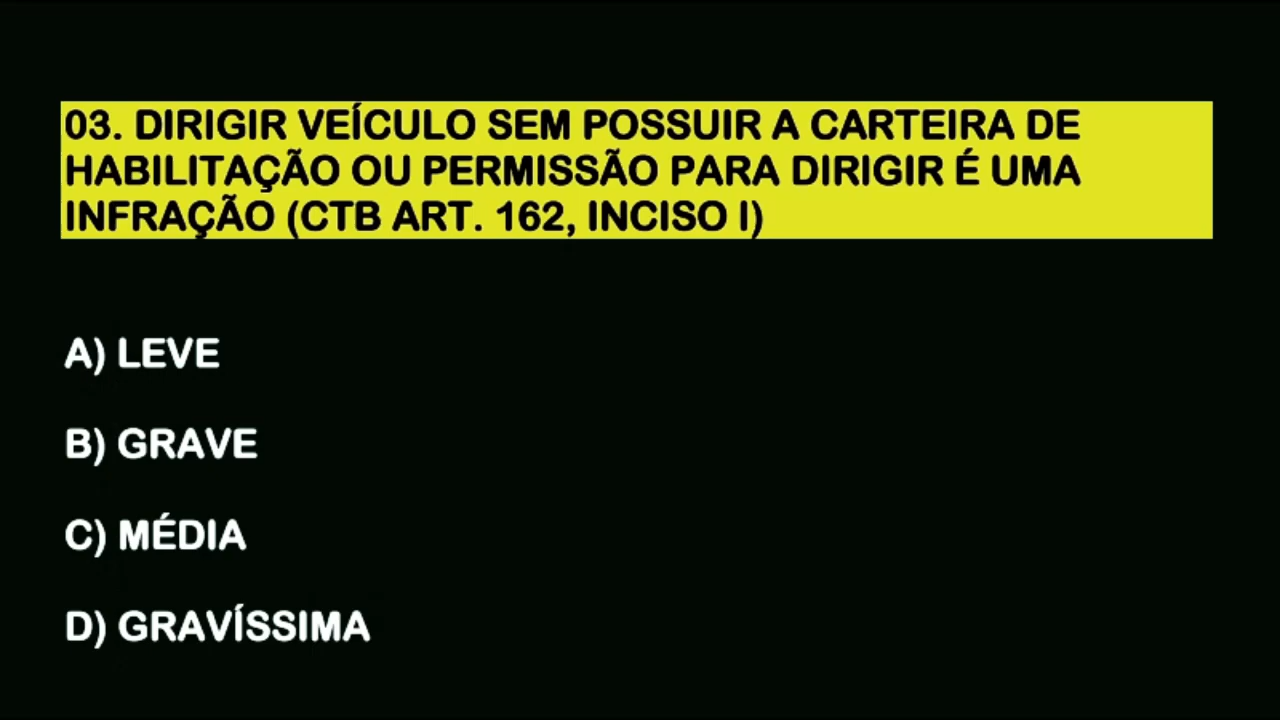 03. DIRIGIR VEÍCULO SEM POSSUIR A CARTEIRA DE
HABILITAÇÃO OU PERMISSÃO PARA DIRIGIR É UMA
INFRAÇÃO (CTB ART. 162, INCISO I)
A) LEVE
B) GRAVE
C) MÉDIA
D) GRAVÍSSIMA